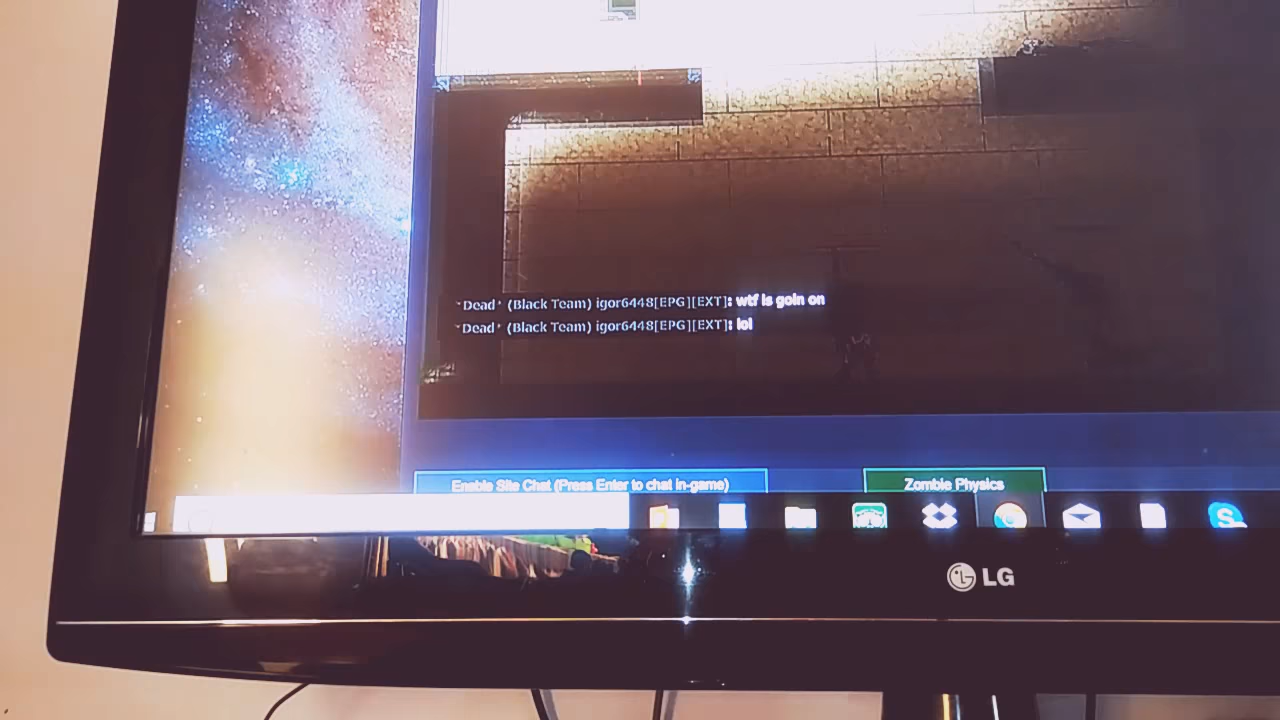 *Dead* (Black Team) igor6448[EPG][EXT]: wtf is goin on
*Dead* (Black Team) igor6448[EPG][EXT]: lol
Enable Site Chat (Press Enter to chat in-game)
Zombie Physics
LG